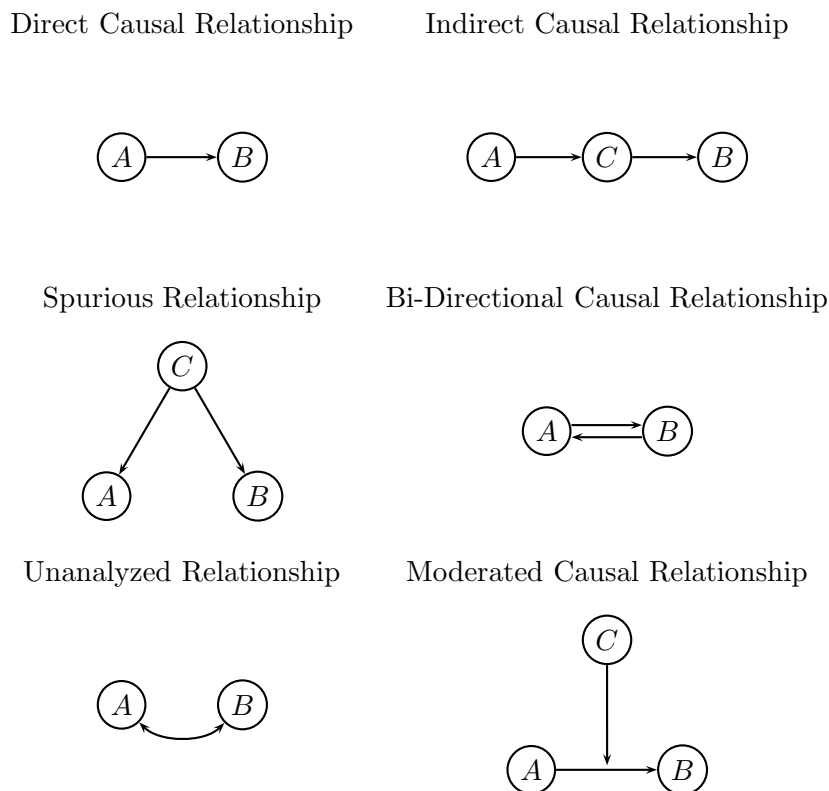 Direct Causal Relationship
Indirect Causal Relationship
A B
A C B
Spurious Relationship
Bi-Directional Causal Relationship
C
A B
A B
Unanalyzed Relationship
Moderated Causal Relationship
A B
C
A B